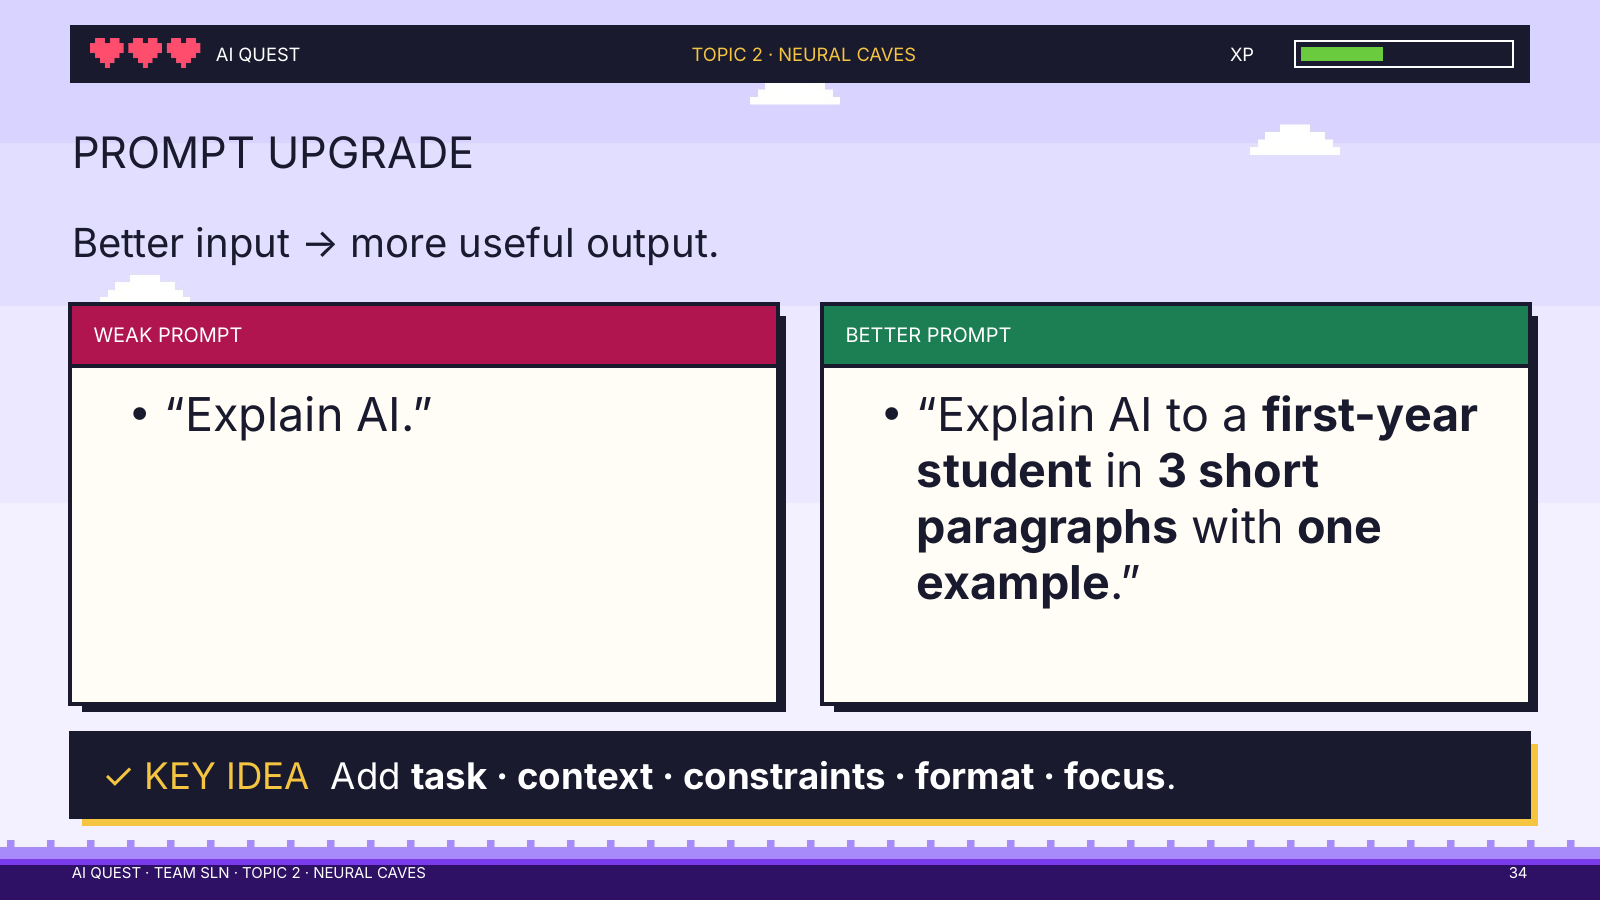 AI QUEST
TOPIC 2 · NEURAL CAVES
XP
PROMPT UPGRADE
Better input → more useful output.
WEAK PROMPT
• “Explain AI.”
BETTER PROMPT
• “Explain AI to a first-year
student in 3 short
paragraphs with one
example.”
✓ KEY IDEA Add task · context · constraints · format · focus.
AI QUEST · TEAM SLN · TOPIC 2 · NEURAL CAVES
34